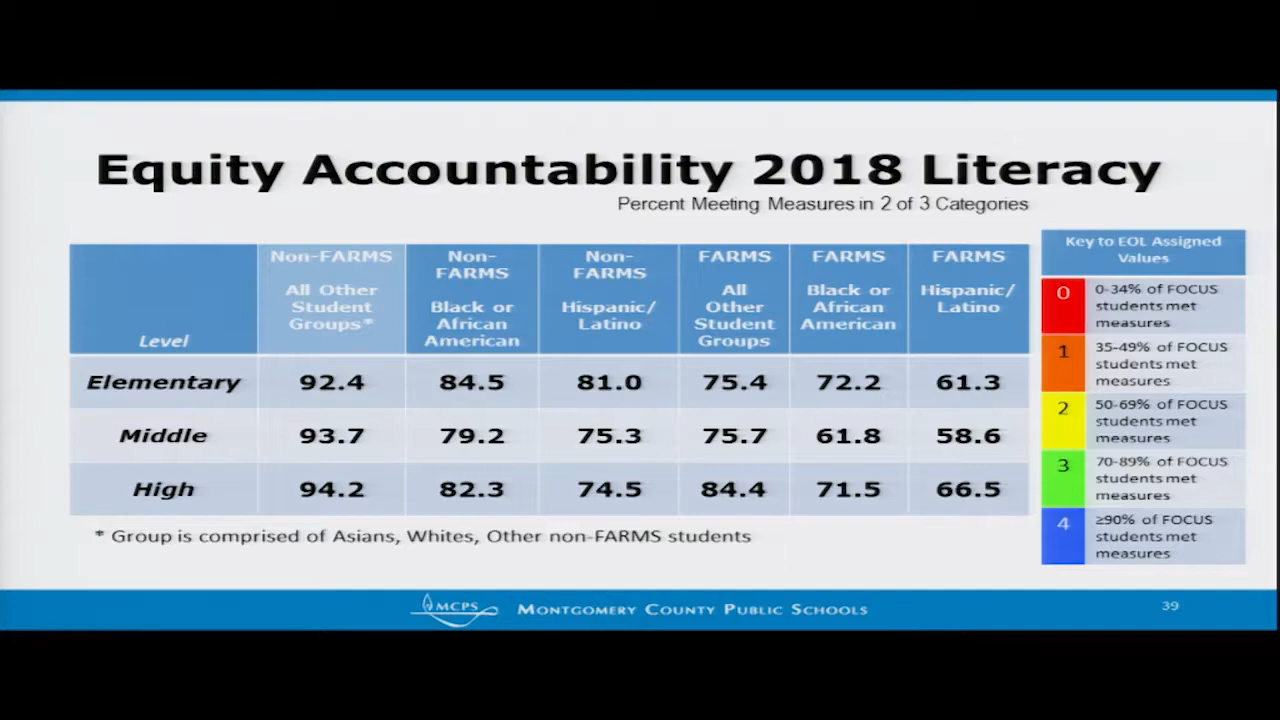 Equity Accountability 2018 Literacy
Percent Meeting Measures in 2 of 3 Categories
Level
Non-FARMS
All Other
Student
Groups*
Non-
FARMS
Black or
African
American
Non-
FARMS
Hispanic/
Latino
FARMS
All
Other
Student
Groups
FARMS
Black or
African
American
FARMS
Hispanic/
Latino
Elementary 92.4 84.5 81.0 75.4 72.2 61.3
Middle 93.7 79.2 75.3 75.7 61.8 58.6
High 94.2 82.3 74.5 84.4 71.5 66.5
* Group is comprised of Asians, Whites, Other non-FARMS students
Key to EOL Assigned
Values
0
0-34% of FOCUS
students met
measures
1
35-49% of FOCUS
students met
measures
2
50-69% of FOCUS
students met
measures
3
70-89% of FOCUS
students met
measures
4
≥90% of FOCUS
students met
measures
MCPS
MONTGOMERY COUNTY PUBLIC SCHOOLS
39